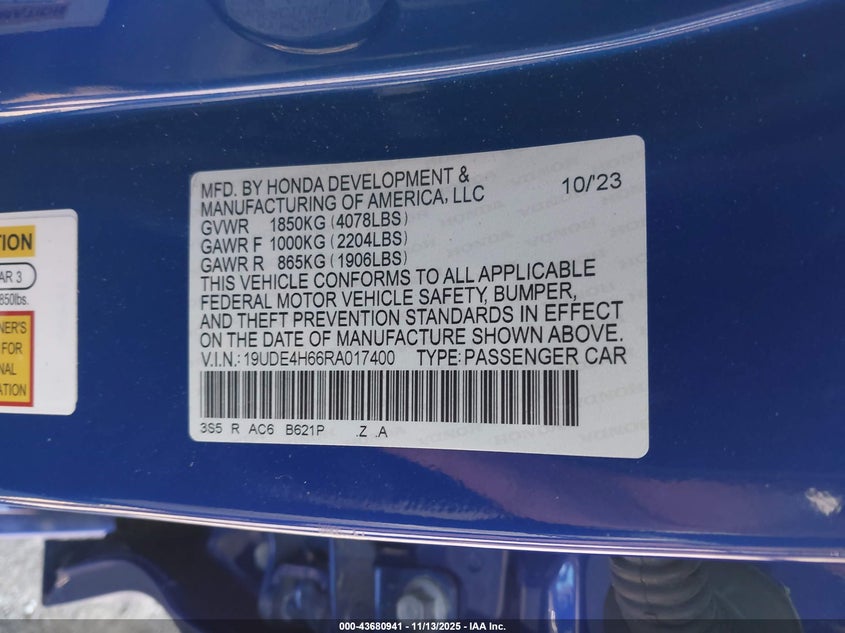 MFD. BY HONDA DEVELOPMENT &
MANUFACTURING OF AMERICA, LLC 10/'23
GVWR 1850KG (4078LBS)
GAWR F 1000KG (2204LBS)
GAWR R 865KG (1906LBS)
THIS VEHICLE CONFORMS TO ALL APPLICABLE
FEDERAL MOTOR VEHICLE SAFETY, BUMPER,
AND THEFT PREVENTION STANDARDS IN EFFECT
ON THE DATE OF MANUFACTURE SHOWN ABOVE.
V.I.N.: 19UDE4H66RA017400 TYPE: PASSENGER CAR
3S5 R AC6 B621P .Z .A
TION
AR 3
850lbs.
NER'S
FOR
NAL
ATION
000-43680941 - 11/13/2025 - IAA Inc.